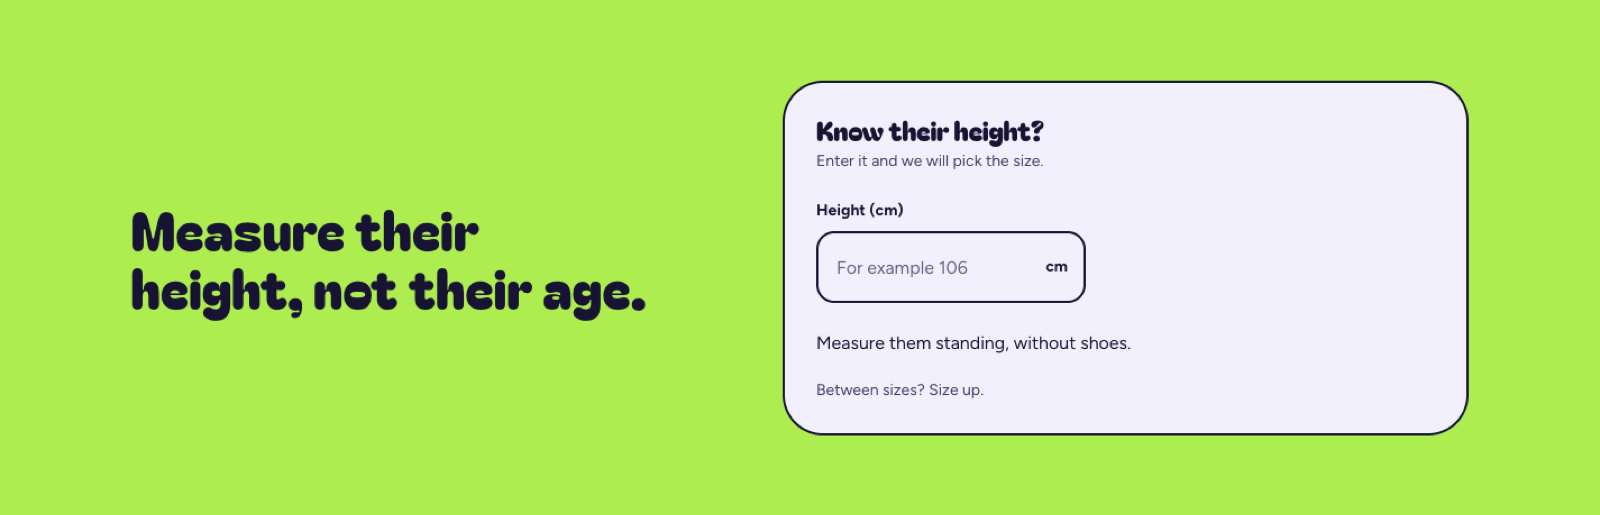 Measure their
height, not their age.
Know their height?
Enter it and we will pick the size.
Height (cm)
For example 106 cm
Measure them standing, without shoes.
Between sizes? Size up.